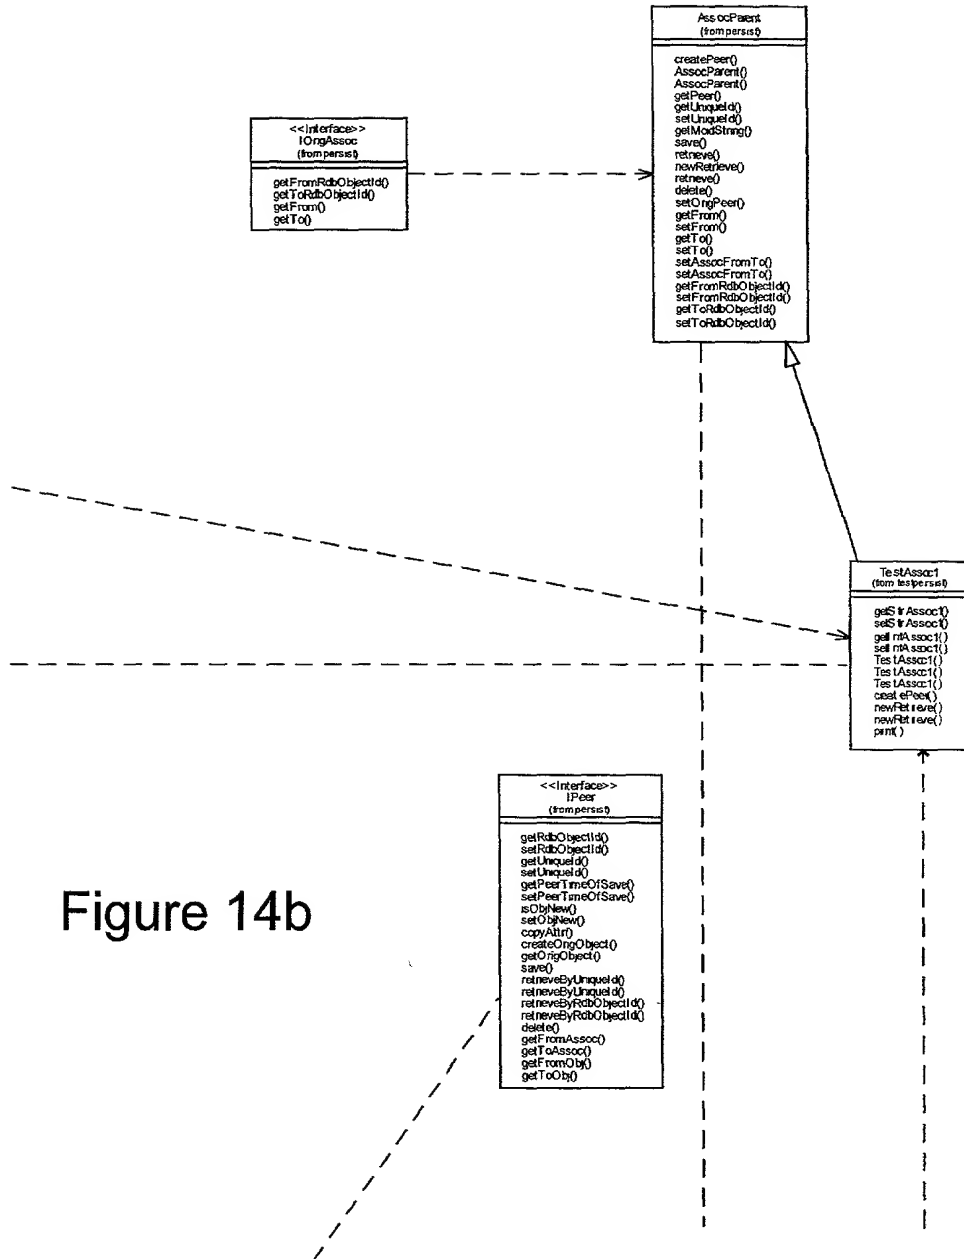 AssocParent
(from persist)
createPeer()
AssocParent()
AssocParent()
getPeer()
getUniqueId()
setUniqueId()
getMoidString()
save()
retrieve()
newRetrieve()
retrieve()
delete()
setOrigPeer()
getFrom()
setFrom()
getTo()
setTo()
setAssocFromTo()
setAssocFromTo()
getFromRdbObjectId()
setFromRdbObjectId()
getToRdbObjectId()
setToRdbObjectId()
<<Interface>>
IOrigAssoc
(from persist)
getFromRdbObjectId()
getToRdbObjectId()
getFrom()
getTo()
TestAssoc1
(from testpersist)
getStrAssoc1()
setStrAssoc1()
getIntAssoc1()
setIntAssoc1()
TestAssoc1()
TestAssoc1()
TestAssoc1()
createPeer()
newRetrieve()
newRetrieve()
print()
<<Interface>>
IPeer
(from persist)
getRdbObjectId()
setRdbObjectId()
getUniqueId()
setUniqueId()
getPeerTimeOfSave()
setPeerTimeOfSave()
isObjNew()
setObjNew()
copyAttr()
createOrigObject()
getOrigObject()
save()
retrieveByUniqueId()
retrieveByUniqueId()
retrieveByRdbObjectId()
retrieveByRdbObjectId()
delete()
getFromAssoc()
getToAssoc()
getFromObj()
getToObj()
Figure 14b